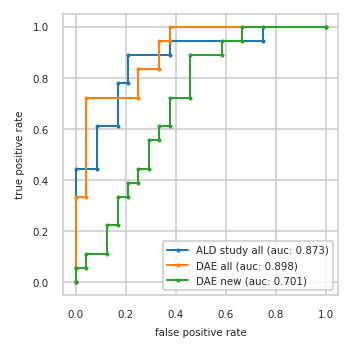 1.0
0.8
0.6
0.4
0.2
0.0
true positive rate
ALD study all (auc: 0.873)
DAE all (auc: 0.898)
DAE new (auc: 0.701)
0.0 0.2 0.4 0.6 0.8 1.0
false positive rate